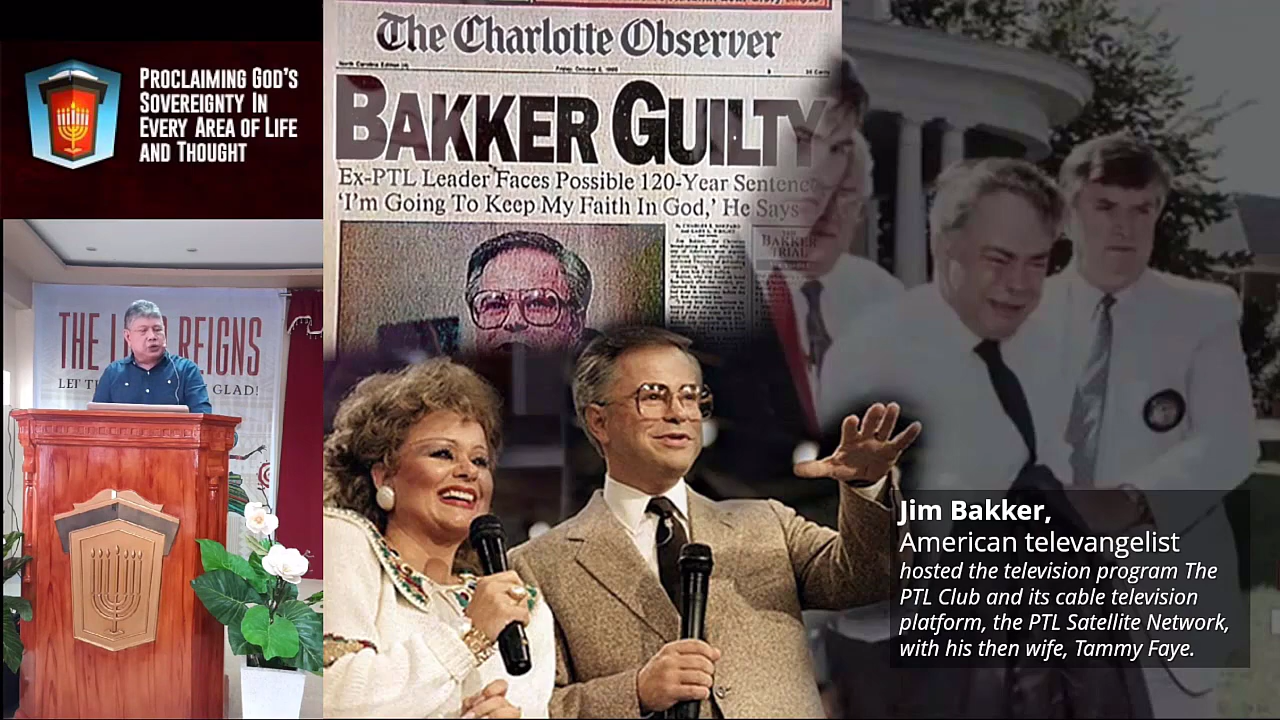 PROCLAIMING GOD'S
SOVEREIGNTY IN
EVERY AREA OF LIFE
AND THOUGHT
THE REIGNS
GLAD!
The Charlotte Observer
BAKKER GUILTY
Ex-PTL Leader Faces Possible 120-Year Sentence
'I'm Going To Keep My Faith In God,' He Says
BAKKER
TRIAL
Jim Bakker,
American televangelist
hosted the television program The
PTL Club and its cable television
platform, the PTL Satellite Network,
with his then wife, Tammy Faye.